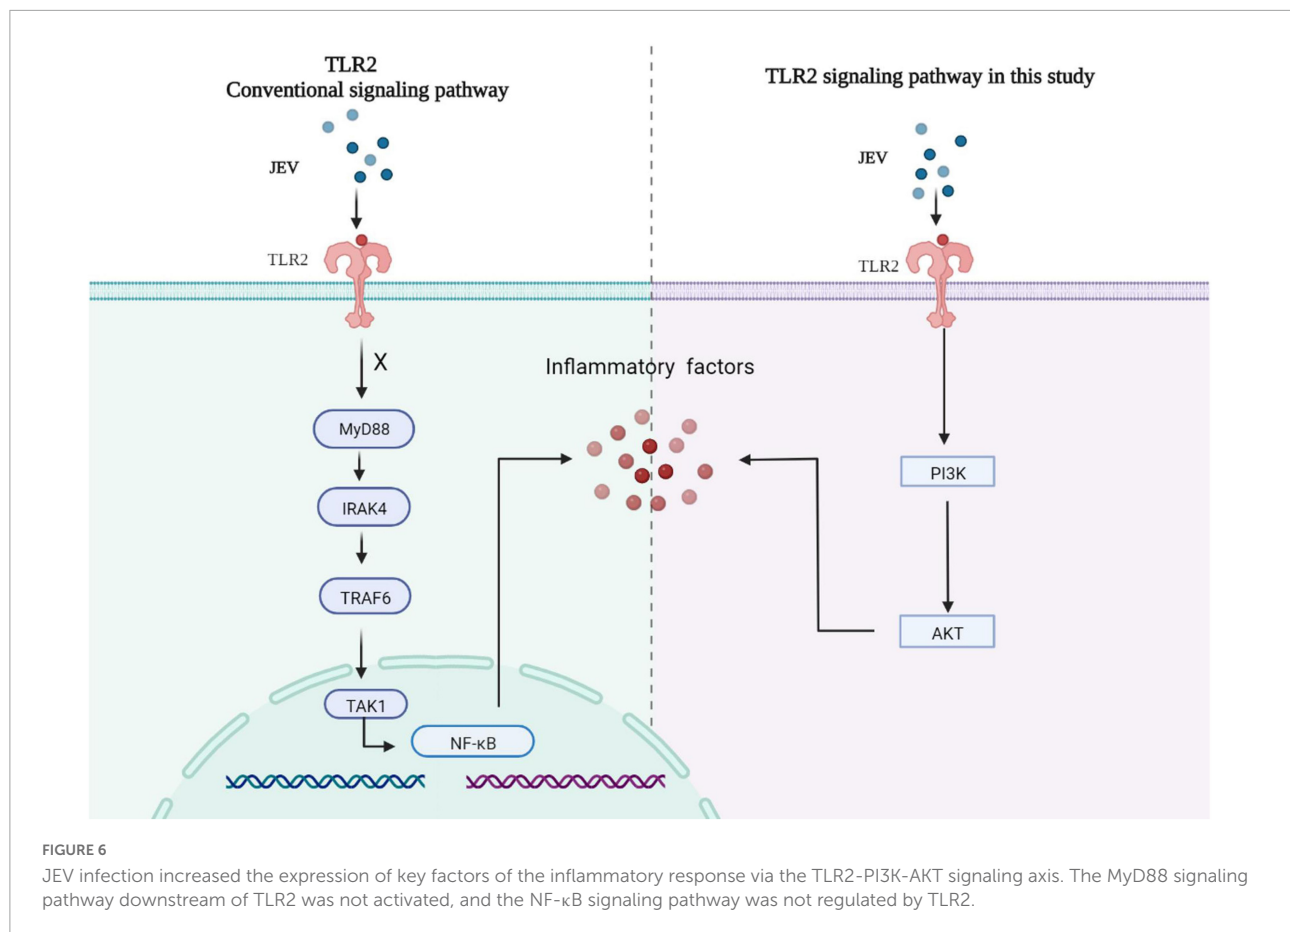 TLR2
Conventional signaling pathway
JEV
TLR2
X
MyD88
IRAK4
TRAF6
TAK1
NF-κB
Inflammatory factors
TLR2 signaling pathway in this study
JEV
TLR2
PI3K
AKT
FIGURE 6
JEV infection increased the expression of key factors of the inflammatory response via the TLR2-PI3K-AKT signaling axis. The MyD88 signaling
pathway downstream of TLR2 was not activated, and the NF-κB signaling pathway was not regulated by TLR2.